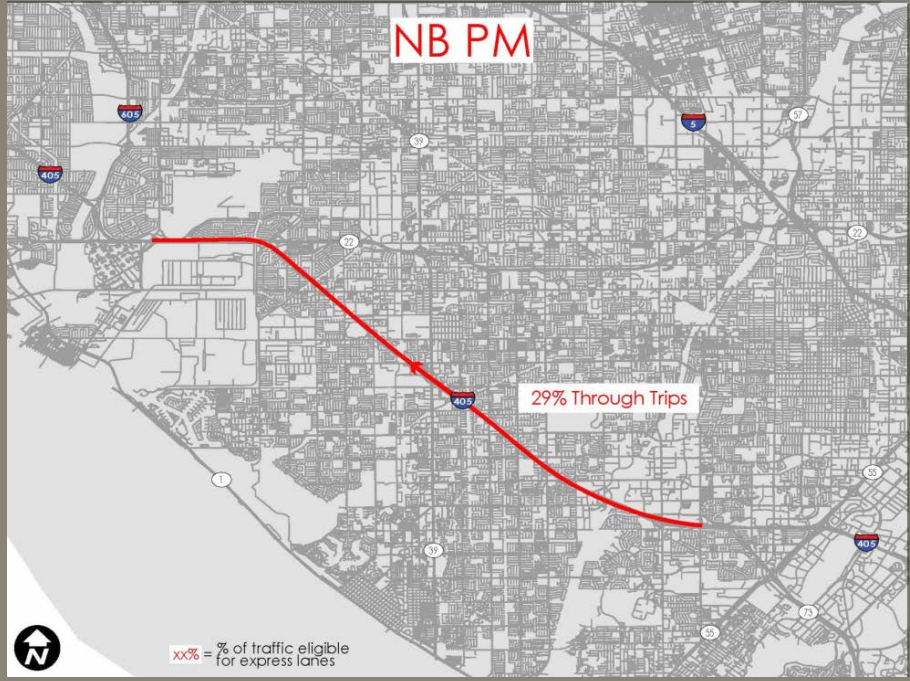 NB PM
605
5
57
39
405
22
22
405
29% Through Trips
55
1
405
39
73
55
N
xx% = % of traffic eligible
for express lanes